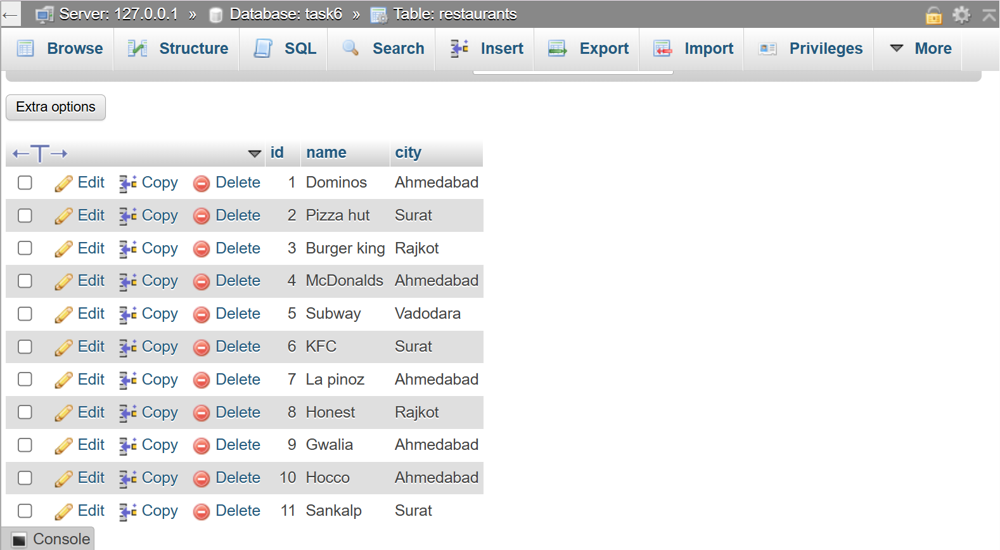 ← Server: 127.0.0.1 » Database: task6 » Table: restaurants
Browse Structure SQL Search Insert Export Import Privileges More
Extra options
←T→ id name city
Edit Copy Delete 1 Dominos Ahmedabad
Edit Copy Delete 2 Pizza hut Surat
Edit Copy Delete 3 Burger king Rajkot
Edit Copy Delete 4 McDonalds Ahmedabad
Edit Copy Delete 5 Subway Vadodara
Edit Copy Delete 6 KFC Surat
Edit Copy Delete 7 La pinoz Ahmedabad
Edit Copy Delete 8 Honest Rajkot
Edit Copy Delete 9 Gwalia Ahmedabad
Edit Copy Delete 10 Hocco Ahmedabad
Edit Copy Delete 11 Sankalp Surat
Console